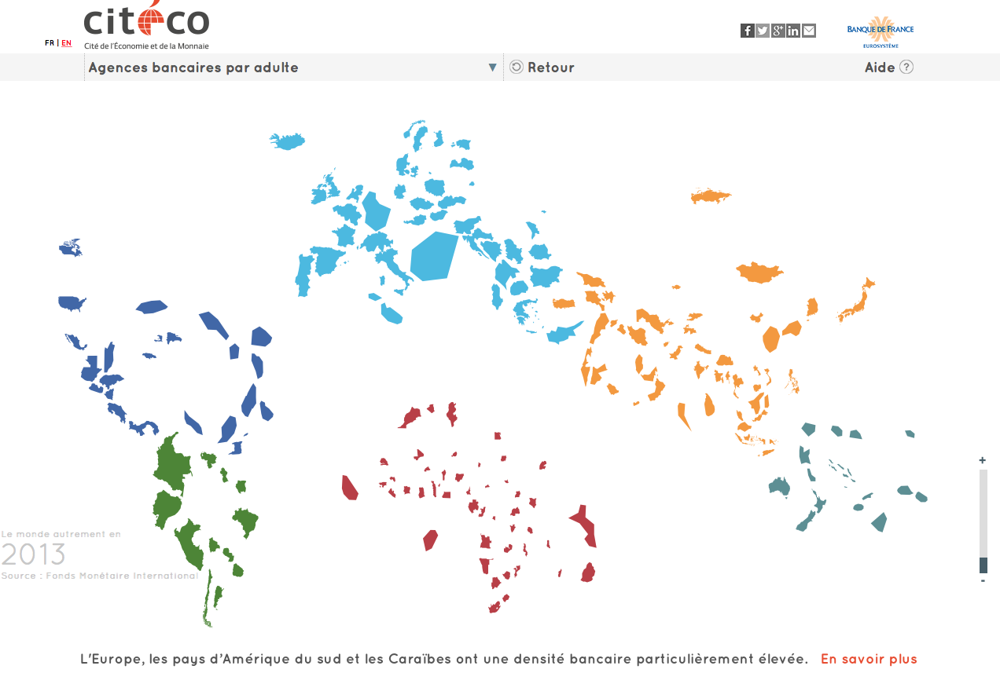 citéco
FR | EN
Cité de l'Économie et de la Monnaie
BANQUE DE FRANCE
EUROSYSTÈME
Agences bancaires par adulte ▼
Retour
Aide ?
Le monde autrement en
2013
Source : Fonds Monétaire International
+
-
L'Europe, les pays d’Amérique du sud et les Caraïbes ont une densité bancaire particulièrement élevée. En savoir plus